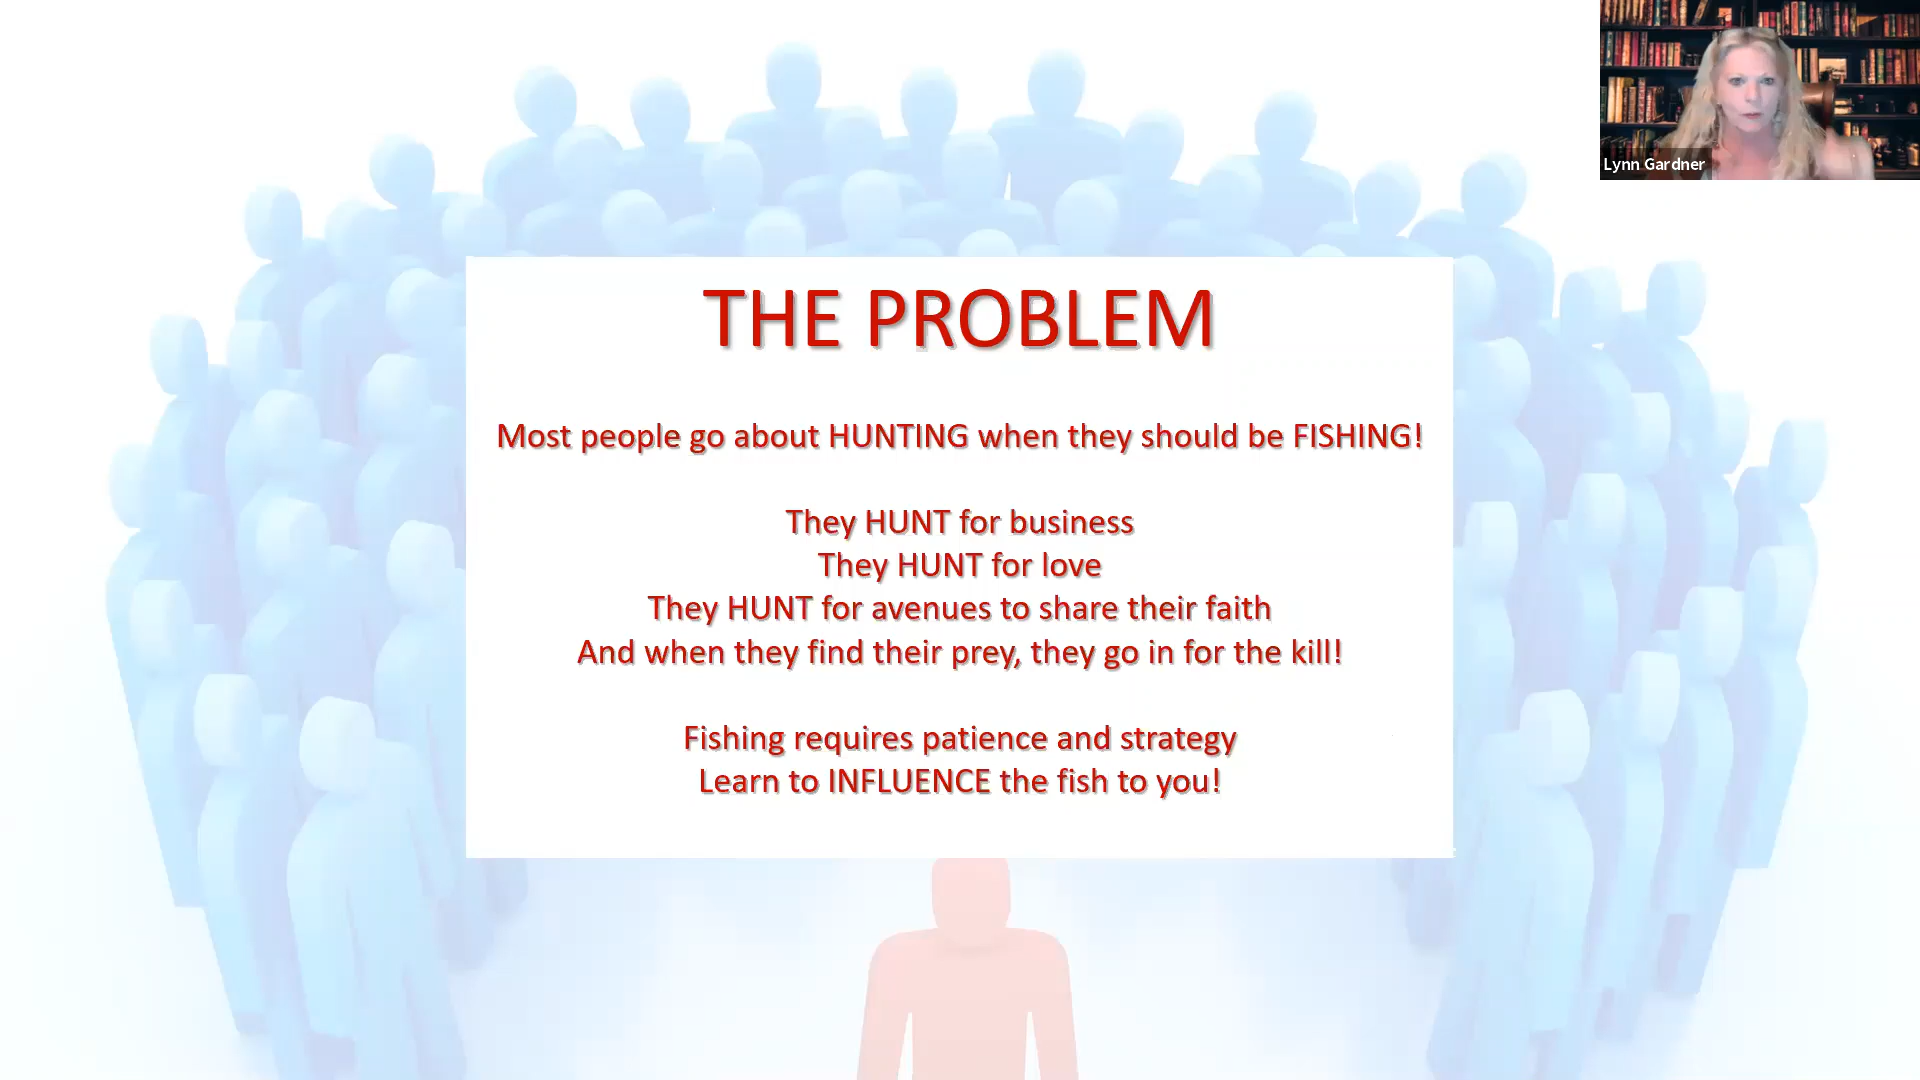 Lynn Gardner
THE PROBLEM
Most people go about HUNTING when they should be FISHING!
They HUNT for business
They HUNT for love
They HUNT for avenues to share their faith
And when they find their prey, they go in for the kill!
Fishing requires patience and strategy
Learn to INFLUENCE the fish to you!